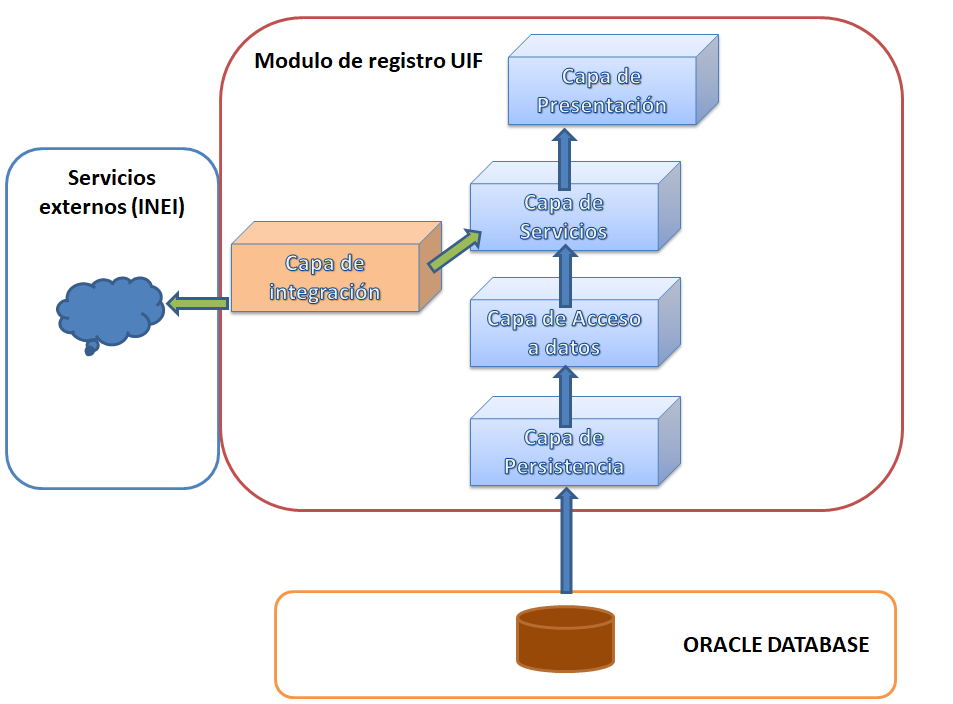 Modulo de registro UIF
Capa de
Presentación
Servicios
externos (INEI)
Capa de
Servicios
Capa de
integración
Capa de Acceso
a datos
Capa de
Persistencia
ORACLE DATABASE